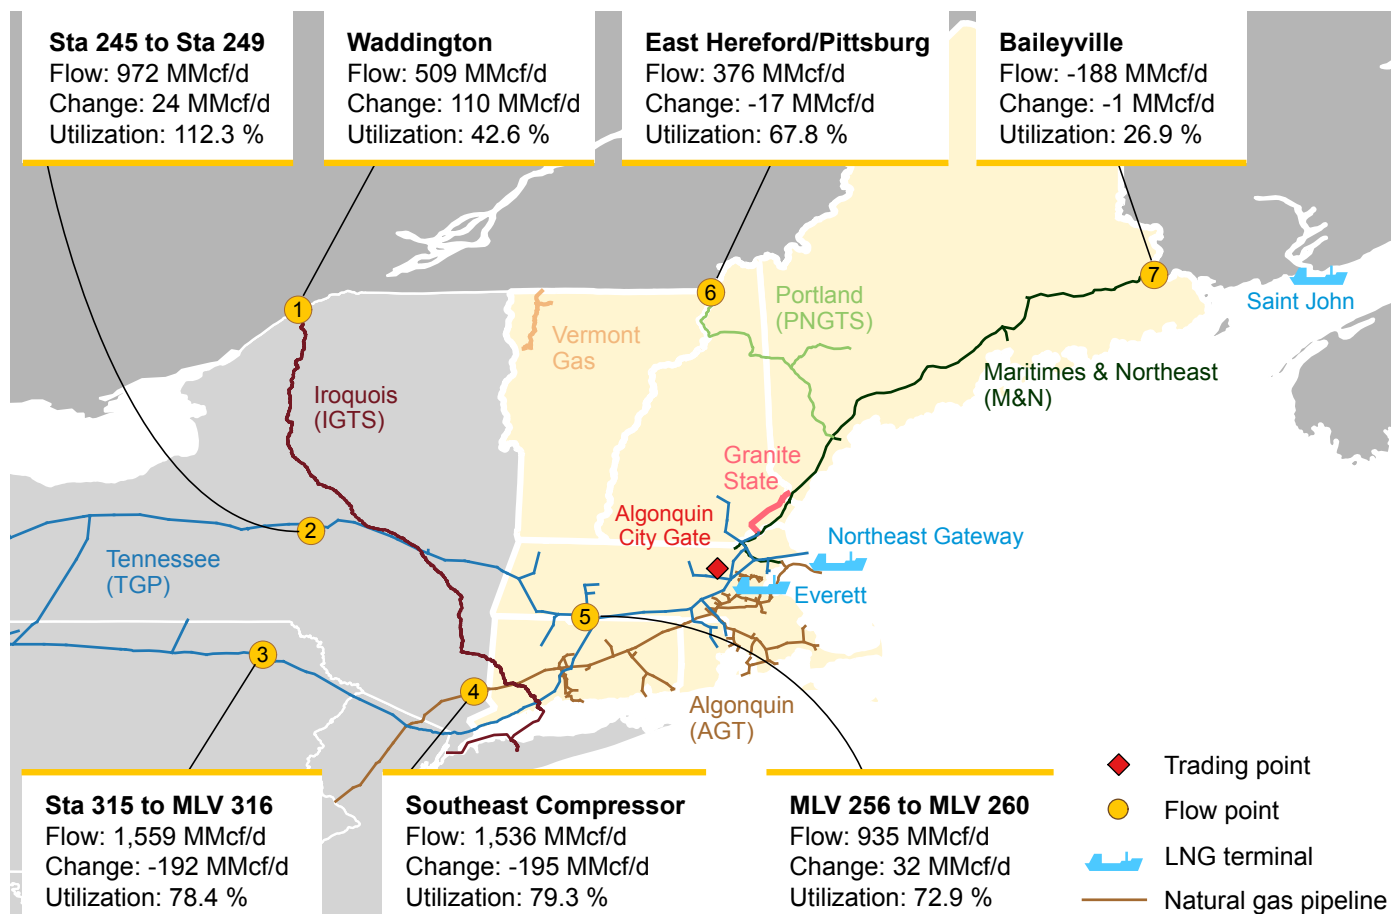 Sta 245 to Sta 249
Flow: 972 MMcf/d
Change: 24 MMcf/d
Utilization: 112.3 %
Waddington
Flow: 509 MMcf/d
Change: 110 MMcf/d
Utilization: 42.6 %
East Hereford/Pittsburg
Flow: 376 MMcf/d
Change: -17 MMcf/d
Utilization: 67.8 %
Baileyville
Flow: -188 MMcf/d
Change: -1 MMcf/d
Utilization: 26.9 %
1
6
7
Vermont
Gas
Portland
(PNGTS)
Saint John
Iroquois
(IGTS)
Maritimes & Northeast
(M&N)
Granite
State
2
Algonquin
City Gate
Northeast Gateway
Tennessee
(TGP)
Everett
5
3
4
Algonquin
(AGT)
Sta 315 to MLV 316
Flow: 1,559 MMcf/d
Change: -192 MMcf/d
Utilization: 78.4 %
Southeast Compressor
Flow: 1,536 MMcf/d
Change: -195 MMcf/d
Utilization: 79.3 %
MLV 256 to MLV 260
Flow: 935 MMcf/d
Change: 32 MMcf/d
Utilization: 72.9 %
Trading point
Flow point
LNG terminal
Natural gas pipeline